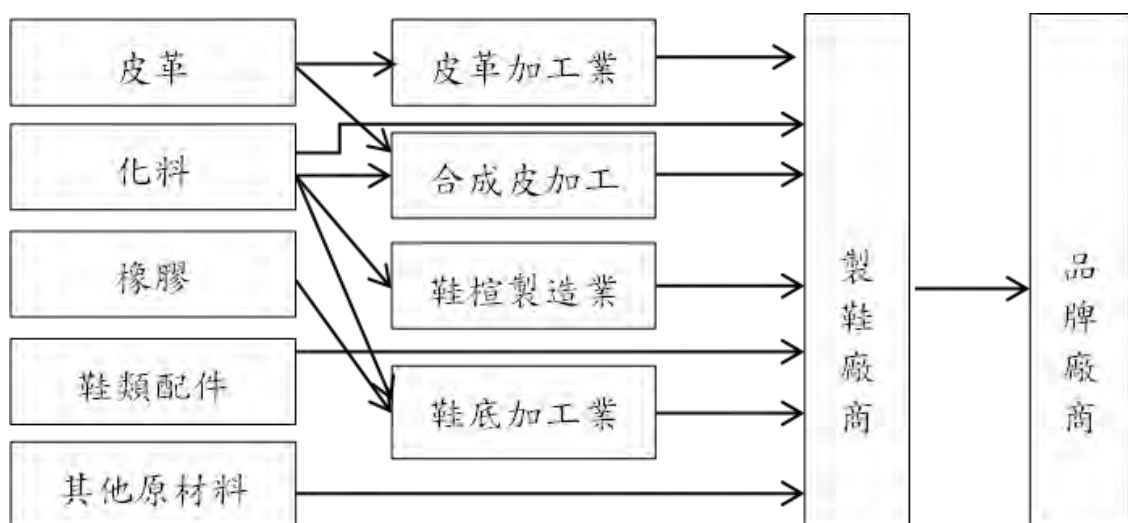 皮革
化料
橡膠
鞋類配件
其他原材料
皮革加工業
合成皮加工
鞋楦製造業
鞋底加工業
製鞋廠商
品牌廠商